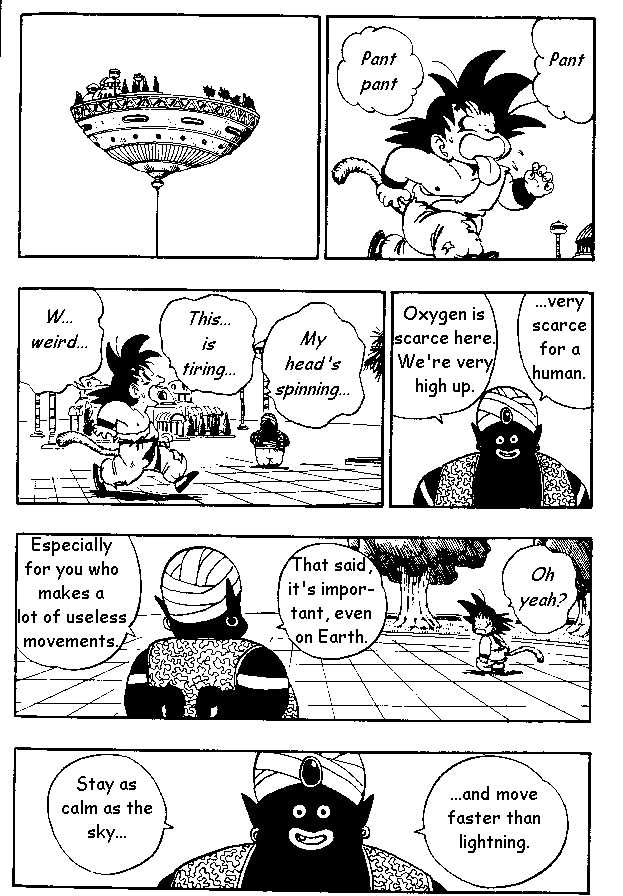 Pant
pant
Pant
W...
weird...
This...
is
tiring...
My
head's
spinning...
Oxygen is
scarce here.
We're very
high up.
...very
scarce
for a
human.
Especially
for you who
makes a
lot of useless
movements.
That said,
it's impor-
tant, even
on Earth.
Oh
yeah?
Stay as
calm as the
sky...
...and move
faster than
lightning.